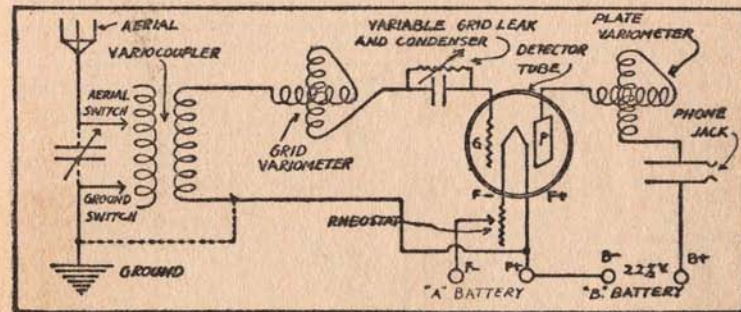 AERIAL
VARIOCOUPLER
AERIAL
SWITCH
GROUND
SWITCH
GROUND
GRID
VARIOMETER
VARIABLE GRID LEAK
AND CONDENSER
DETECTOR
TUBE
PLATE
VARIOMETER
PHONE
JACK
G
P
F-
F+
RHEOSTAT
F+
"A" BATTERY
B-
22½V.
B+
"B" BATTERY